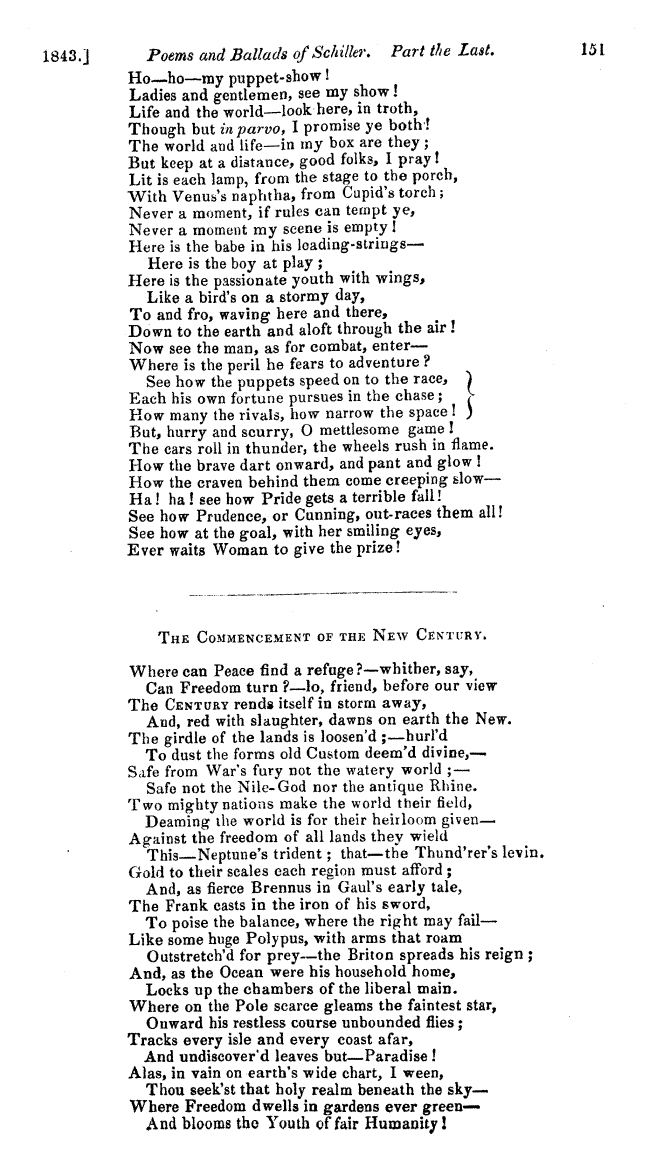 1843.] Poems and Ballads of Schiller. Part the Last. 151
Ho—ho—my puppet-show!
Ladies and gentlemen, see my show!
Life and the world—look here, in troth,
Though but in parvo, I promise ye both!
The world and life—in my box are they;
But keep at a distance, good folks, I pray!
Lit is each lamp, from the stage to the porch,
With Venus's naphtha, from Cupid's torch;
Never a moment, if rules can tempt ye,
Never a moment my scene is empty!
Here is the babe in his loading-strings—
Here is the boy at play;
Here is the passionate youth with wings,
Like a bird's on a stormy day,
To and fro, waving here and there,
Down to the earth and aloft through the air!
Now see the man, as for combat, enter—
Where is the peril he fears to adventure?
See how the puppets speed on to the race,
Each his own fortune pursues in the chase;
How many the rivals, how narrow the space!
But, hurry and scurry, O mettlesome game!
The cars roll in thunder, the wheels rush in flame.
How the brave dart onward, and pant and glow!
How the craven behind them come creeping slow—
Ha! ha! see how Pride gets a terrible fall!
See how Prudence, or Cunning, out-races them all!
See how at the goal, with her smiling eyes,
Ever waits Woman to give the prize!
THE COMMENCEMENT OF THE NEW CENTURY.
Where can Peace find a refuge?—whither, say,
Can Freedom turn?—lo, friend, before our view
The CENTURY rends itself in storm away,
And, red with slaughter, dawns on earth the New.
The girdle of the lands is loosen'd;—hurl'd
To dust the forms old Custom deem'd divine,—
Safe from War's fury not the watery world;—
Safe not the Nile-God nor the antique Rhine.
Two mighty nations make the world their field,
Deaming the world is for their heirloom given—
Against the freedom of all lands they wield
This—Neptune's trident; that—the Thund'rer's levin.
Gold to their scales each region must afford;
And, as fierce Brennus in Gaul's early tale,
The Frank casts in the iron of his sword,
To poise the balance, where the right may fail—
Like some huge Polypus, with arms that roam
Outstretch'd for prey—the Briton spreads his reign;
And, as the Ocean were his household home,
Locks up the chambers of the liberal main.
Where on the Pole scarce gleams the faintest star,
Onward his restless course unbounded flies;
Tracks every isle and every coast afar,
And undiscover'd leaves but—Paradise!
Alas, in vain on earth's wide chart, I ween,
Thou seek'st that holy realm beneath the sky—
Where Freedom dwells in gardens ever green—
And blooms the Youth of fair Humanity!